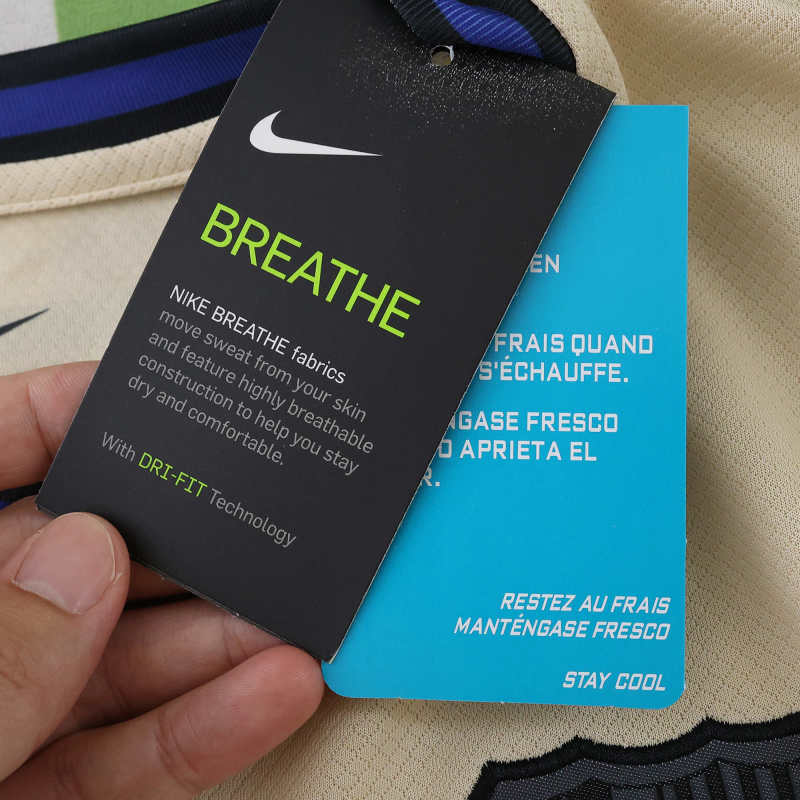 BREATHE
NIKE BREATHE fabrics
move sweat from your skin
and feature highly breathable
construction to help you stay
dry and comfortable.
With DRI-FIT Technology
FRAIS QUAND
S'ÉCHAUFFE.
FRESCO
APRIETA EL
RESTEZ AU FRAIS
MANTÉNGASE FRESCO
STAY COOL